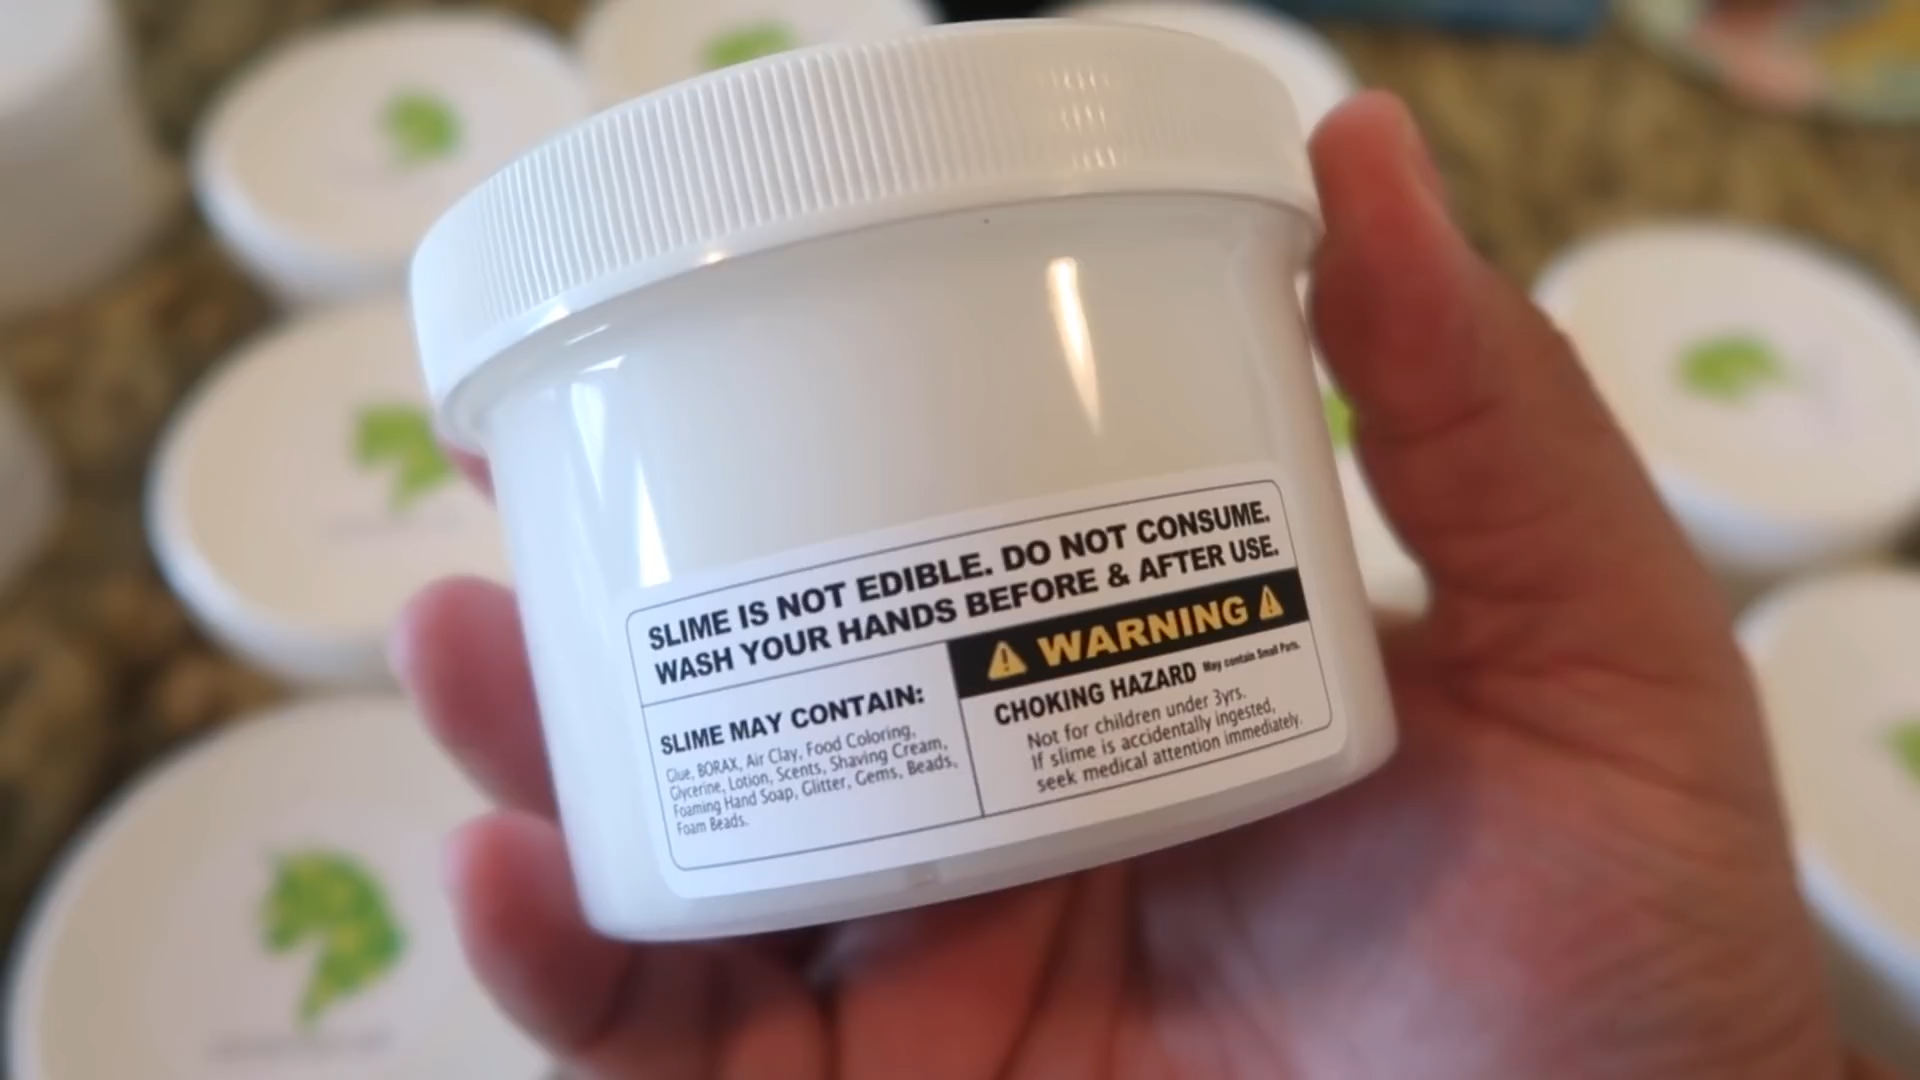 SLIME IS NOT EDIBLE. DO NOT CONSUME.
WASH YOUR HANDS BEFORE & AFTER USE.
SLIME MAY CONTAIN:
Glue, BORAX, Air Clay, Food Coloring,
Glycerine, Lotion, Scents, Shaving Cream,
Foaming Hand Soap, Glitter, Gems, Beads,
Foam Beads.
WARNING
CHOKING HAZARD May contain Small Parts.
Not for children under 3yrs.
If slime is accidentally ingested,
seek medical attention immediately.